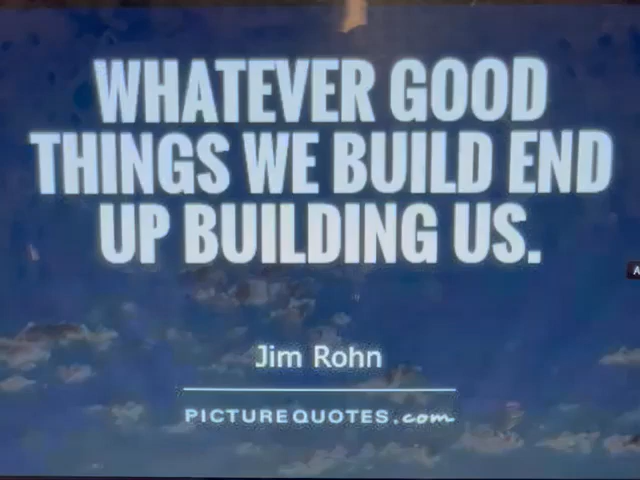 WHATEVER GOOD
THINGS WE BUILD END
UP BUILDING US.
A
Jim Rohn
PICTUREQUOTES.com